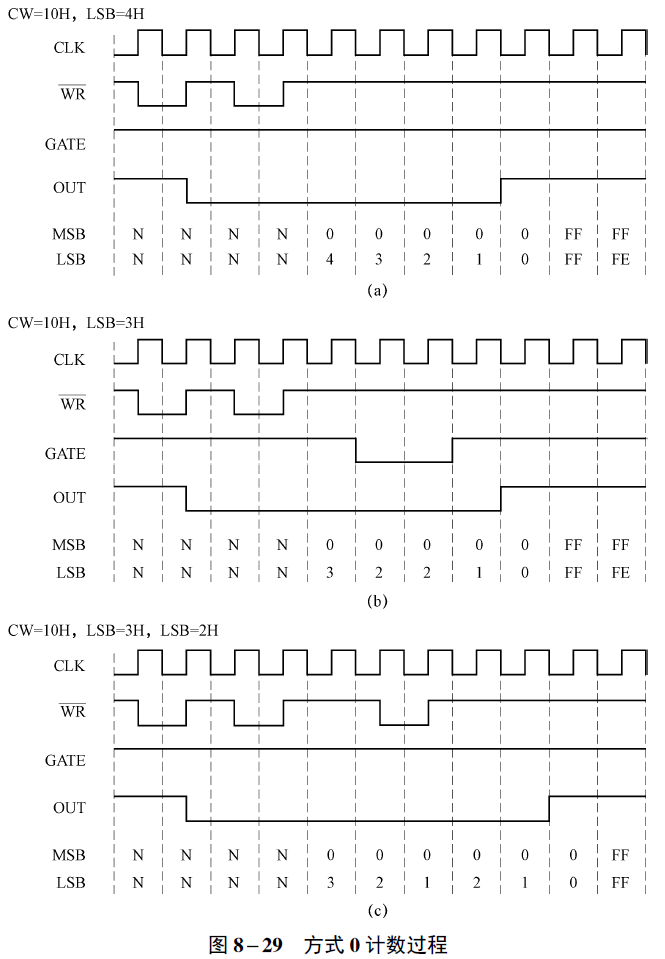 CW=10H，LSB=4H
CLK
WR
GATE
OUT
MSB N N N N 0 0 0 0 0 FF FF
LSB N N N N 4 3 2 1 0 FF FE
(a)
CW=10H，LSB=3H
CLK
WR
GATE
OUT
MSB N N N N 0 0 0 0 0 FF FF
LSB N N N N 3 2 2 1 0 FF FE
(b)
CW=10H，LSB=3H，LSB=2H
CLK
WR
GATE
OUT
MSB N N N N 0 0 0 0 0 0 FF
LSB N N N N 3 2 1 2 1 0 FF
(c)
图 8-29 方式 0 计数过程